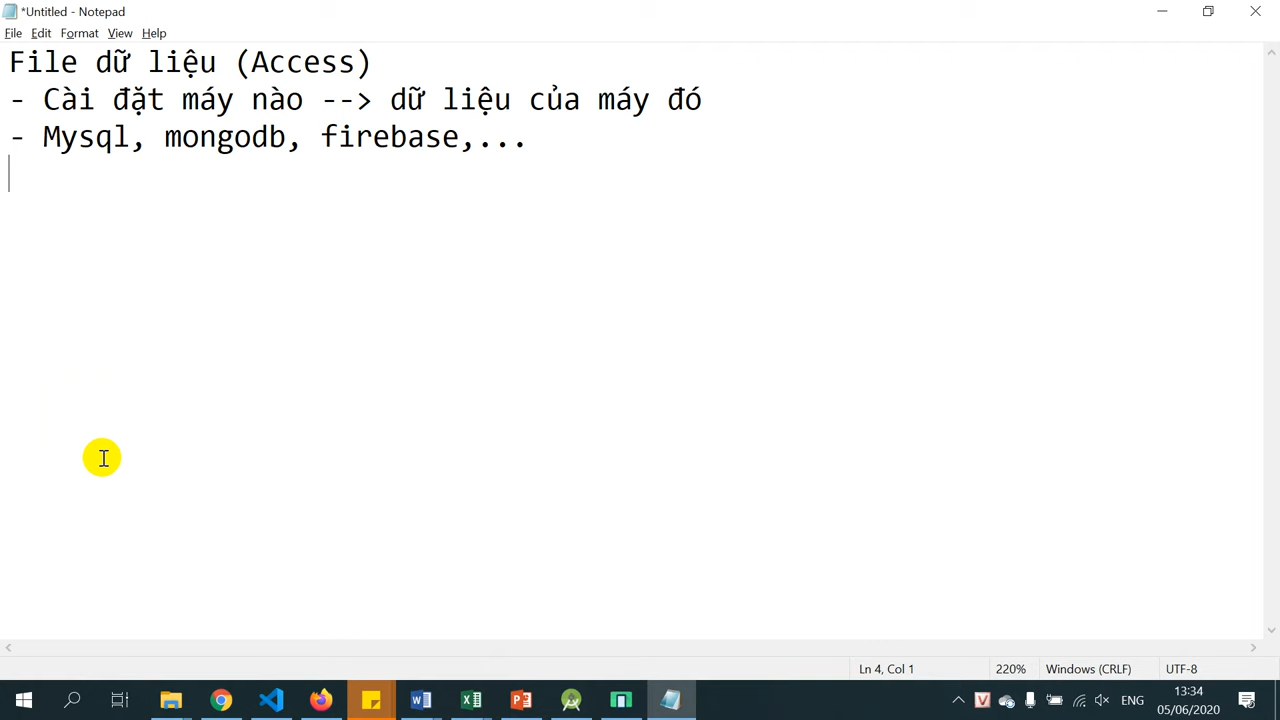 *Untitled - Notepad
File Edit Format View Help
File dữ liệu (Access)
- Cài đặt máy nào --> dữ liệu của máy đó
- Mysql, mongodb, firebase,...
Ln 4, Col 1 220% Windows (CRLF) UTF-8
ENG 13:34
05/06/2020